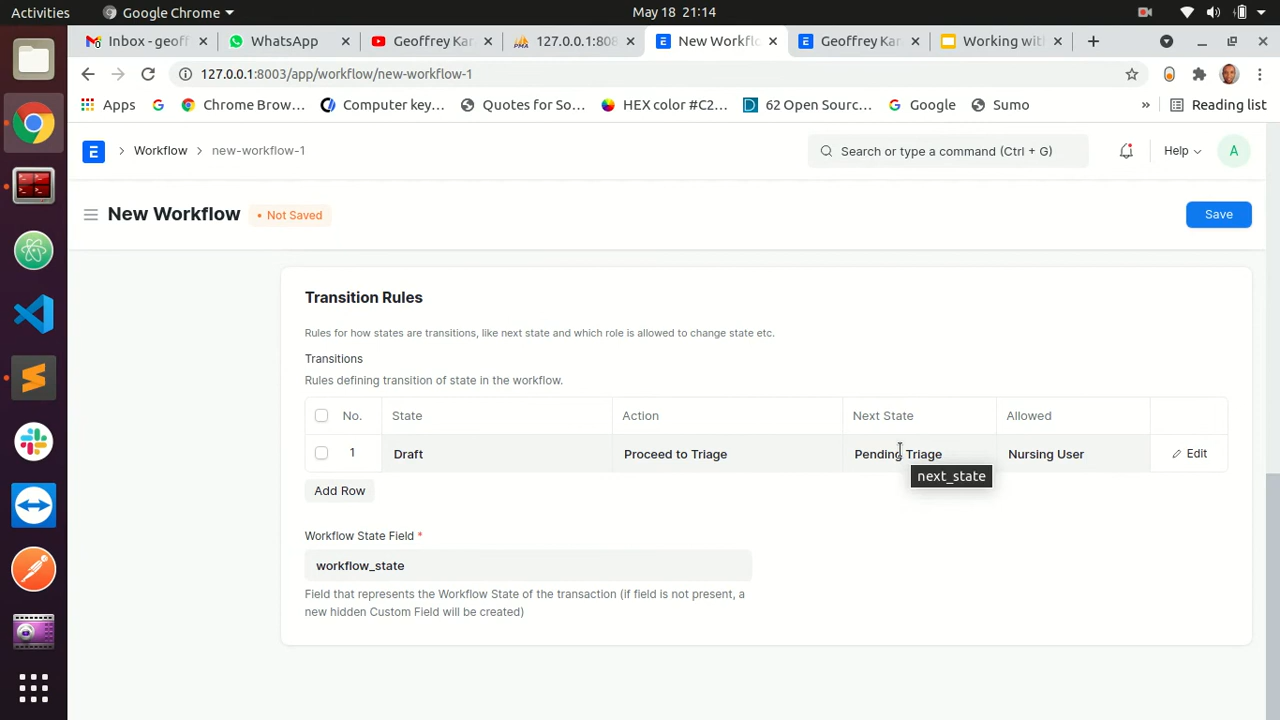 Activities
Google Chrome
May 18 21:14
Inbox - geoff
WhatsApp
Geoffrey Kar
127.0.0.1:808
New Workflo
Geoffrey Kar
Working with
127.0.0.1:8003/app/workflow/new-workflow-1
Apps
Chrome Brow...
Computer key...
Quotes for So...
HEX color #C2...
62 Open Sourc...
Google
Sumo
»
Reading list
E
Workflow
new-workflow-1
Search or type a command (Ctrl + G)
Help
A
New Workflow
• Not Saved
Save
Transition Rules
Rules for how states are transitions, like next state and which role is allowed to change state etc.
Transitions
Rules defining transition of state in the workflow.
No. State Action Next State Allowed
1 Draft Proceed to Triage Pending Triage Nursing User Edit
next_state
Add Row
Workflow State Field *
workflow_state
Field that represents the Workflow State of the transaction (if field is not present, a
new hidden Custom Field will be created)